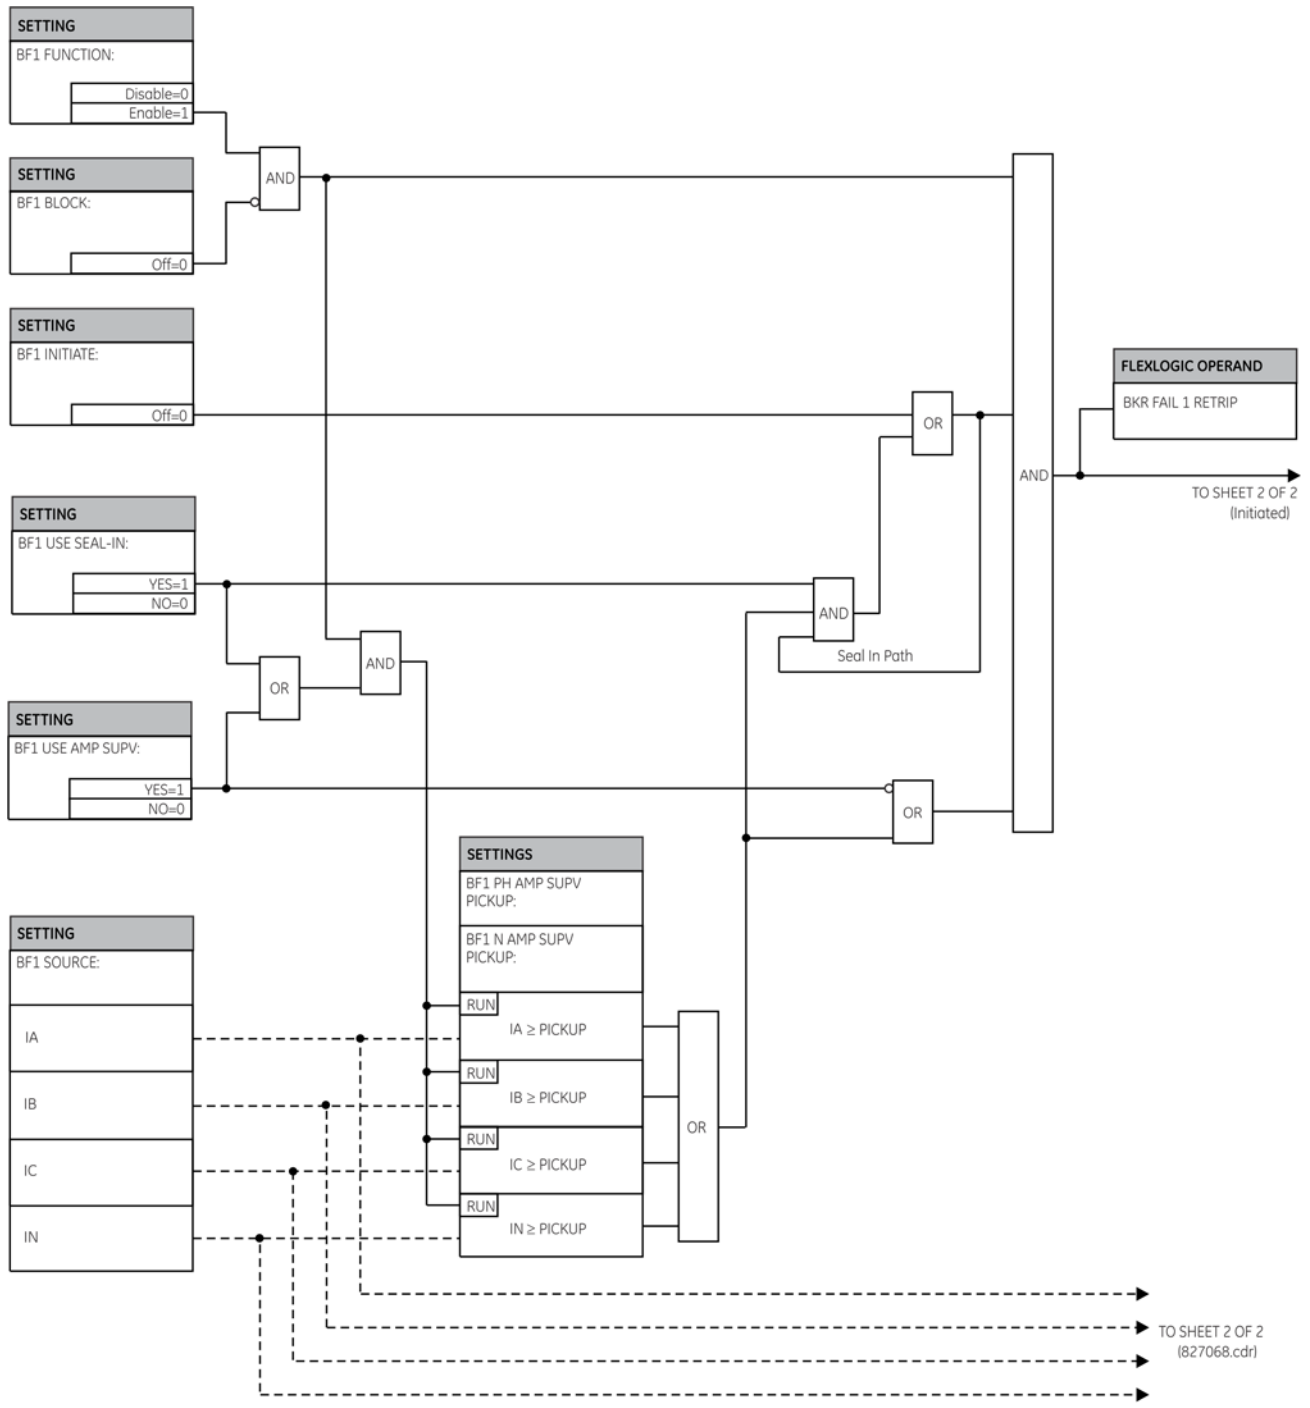 SETTING
BF1 FUNCTION:
Disable=0
Enable=1
SETTING
BF1 BLOCK:
Off=0
AND
SETTING
BF1 INITIATE:
Off=0
OR
FLEXLOGIC OPERAND
BKR FAIL 1 RETRIP
AND
TO SHEET 2 OF 2
(Initiated)
SETTING
BF1 USE SEAL-IN:
YES=1
NO=0
AND
Seal In Path
OR
AND
SETTING
BF1 USE AMP SUPV:
YES=1
NO=0
OR
SETTINGS
BF1 PH AMP SUPV
PICKUP:
BF1 N AMP SUPV
PICKUP:
RUN
IA ≥ PICKUP
RUN
IB ≥ PICKUP
RUN
IC ≥ PICKUP
RUN
IN ≥ PICKUP
OR
SETTING
BF1 SOURCE:
IA
IB
IC
IN
TO SHEET 2 OF 2
(827068.cdr)